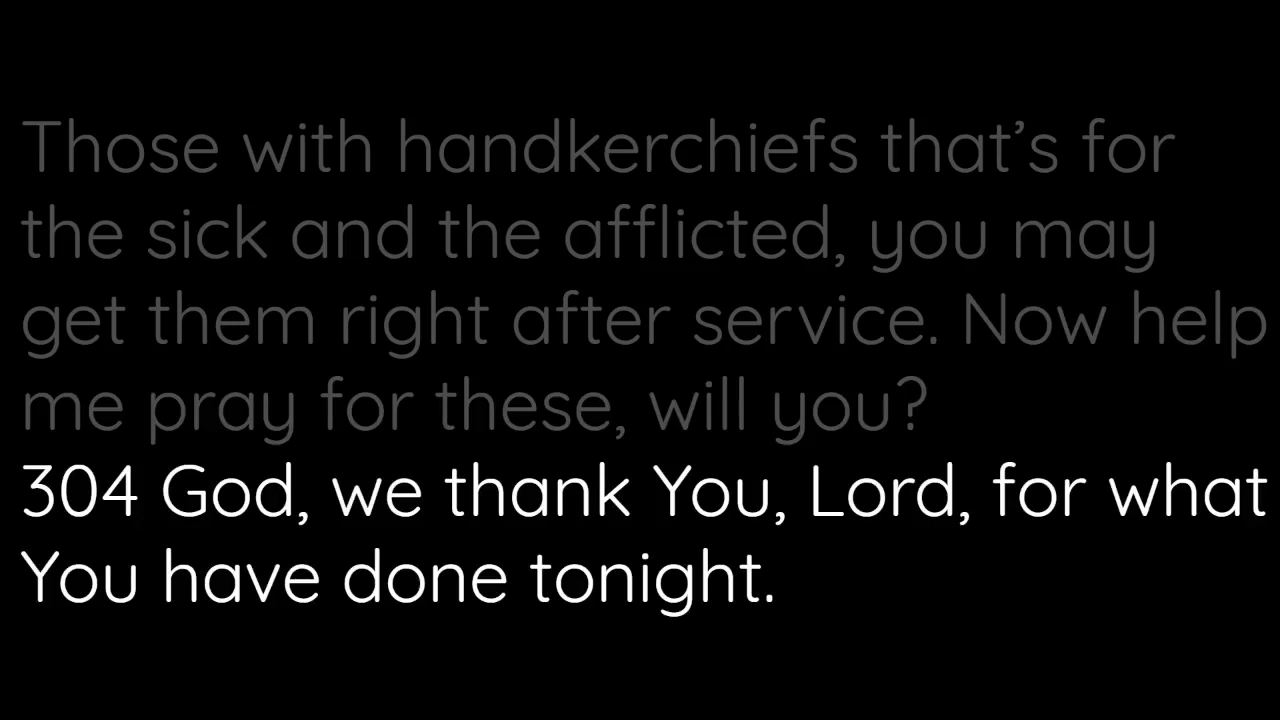 Those with handkerchiefs that’s for
the sick and the afflicted, you may
get them right after service. Now help
me pray for these, will you?
304 God, we thank You, Lord, for what
You have done tonight.